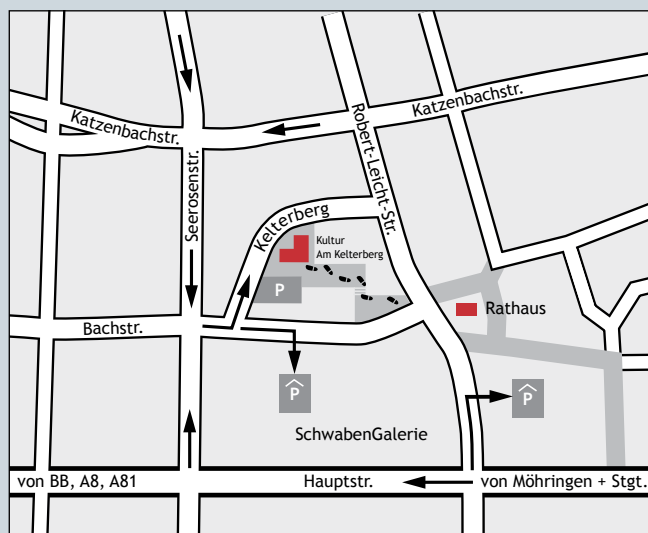 Katzenbachstr.
Katzenbachstr.
Robert-Leicht-Str.
Seerosenstr.
Kelterberg
Kultur
Am Kelterberg
P
Rathaus
Bachstr.
P
P
SchwabenGalerie
von BB, A8, A81
Hauptstr.
von Möhringen + Stgt.